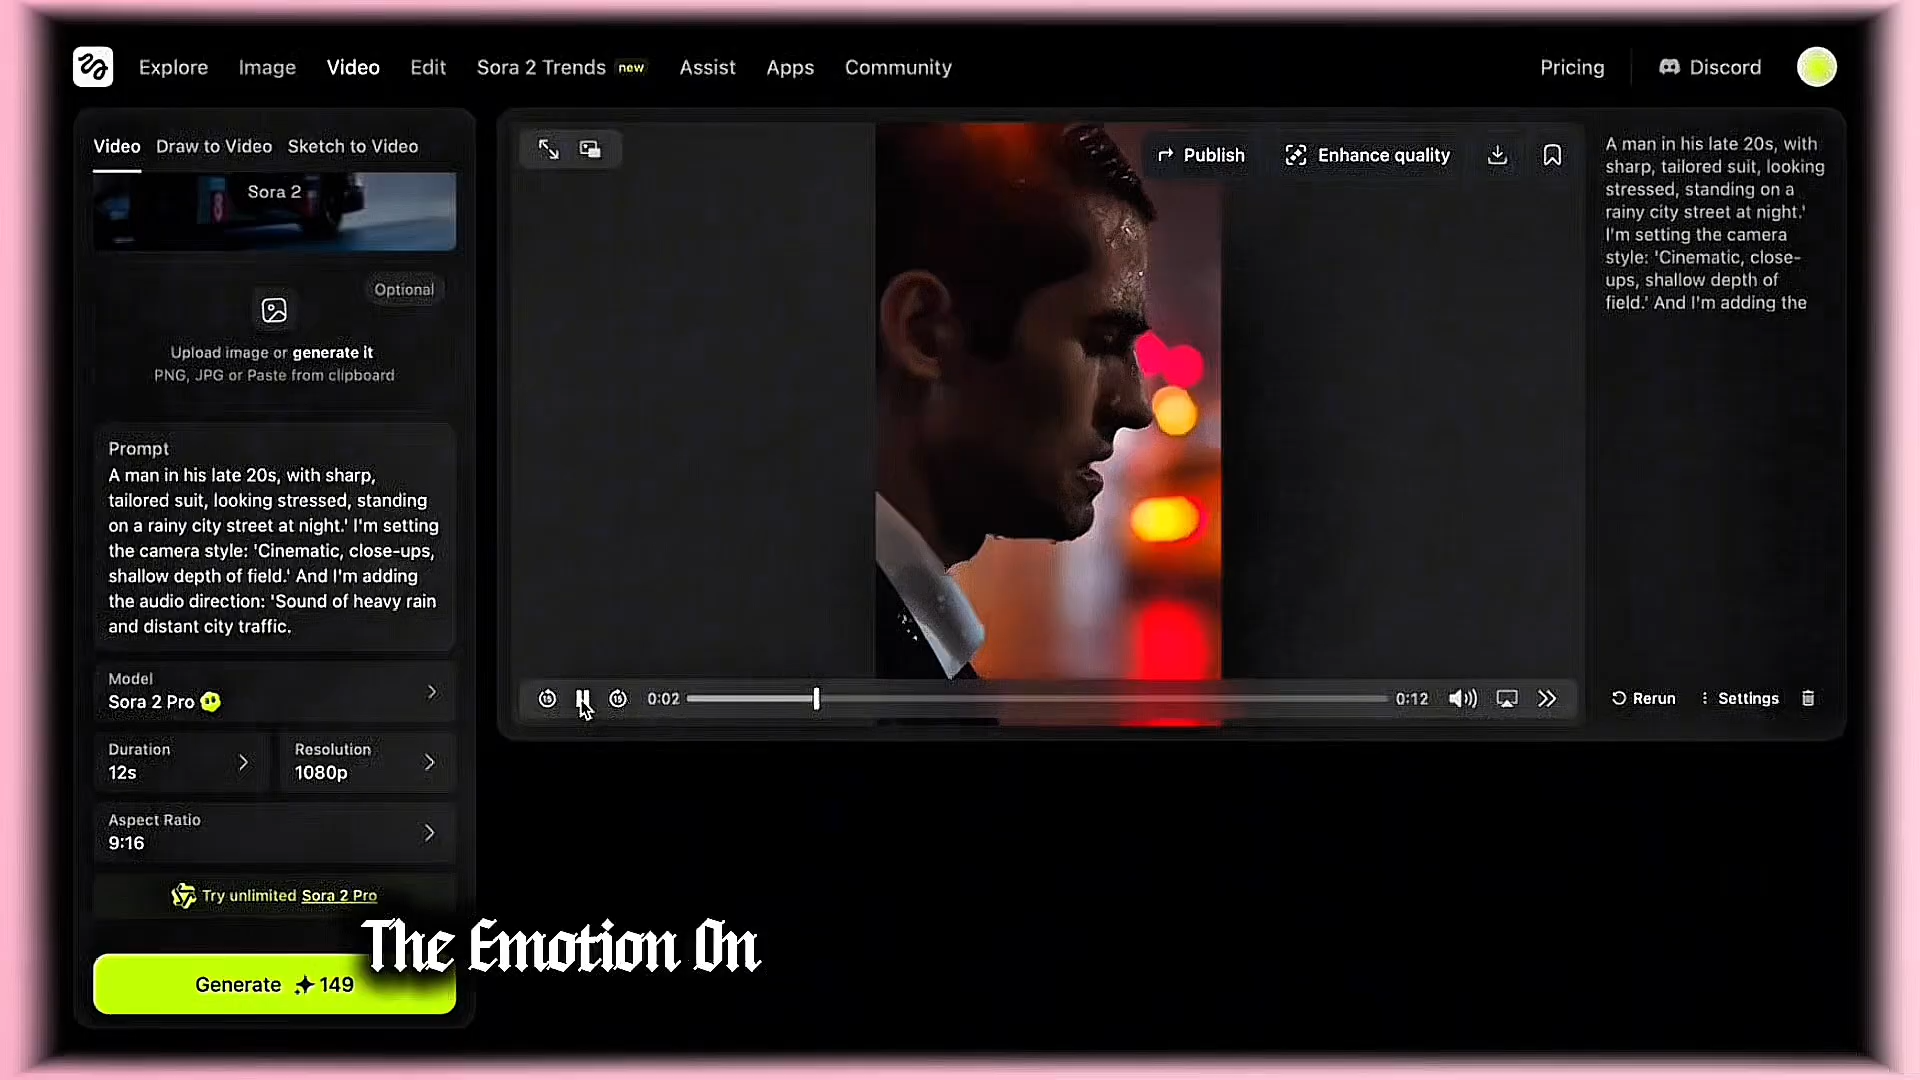 Explore Image Video Edit Sora 2 Trends new Assist Apps Community Pricing Discord
Video Draw to Video Sketch to Video
Sora 2
Optional
Upload image or generate it
PNG, JPG or Paste from clipboard
Prompt
A man in his late 20s, with sharp,
tailored suit, looking stressed, standing
on a rainy city street at night.' I'm setting
the camera style: 'Cinematic, close-ups,
shallow depth of field.' And I'm adding
the audio direction: 'Sound of heavy rain
and distant city traffic.
Model
Sora 2 Pro
Duration
12s
Resolution
1080p
Aspect Ratio
9:16
Try unlimited Sora 2 Pro
Generate 149
Publish Enhance quality
0:02 0:12
A man in his late 20s, with
sharp, tailored suit, looking
stressed, standing on a
rainy city street at night.'
I'm setting the camera
style: 'Cinematic, close-
ups, shallow depth of
field.' And I'm adding the
Rerun Settings
The Emotion On